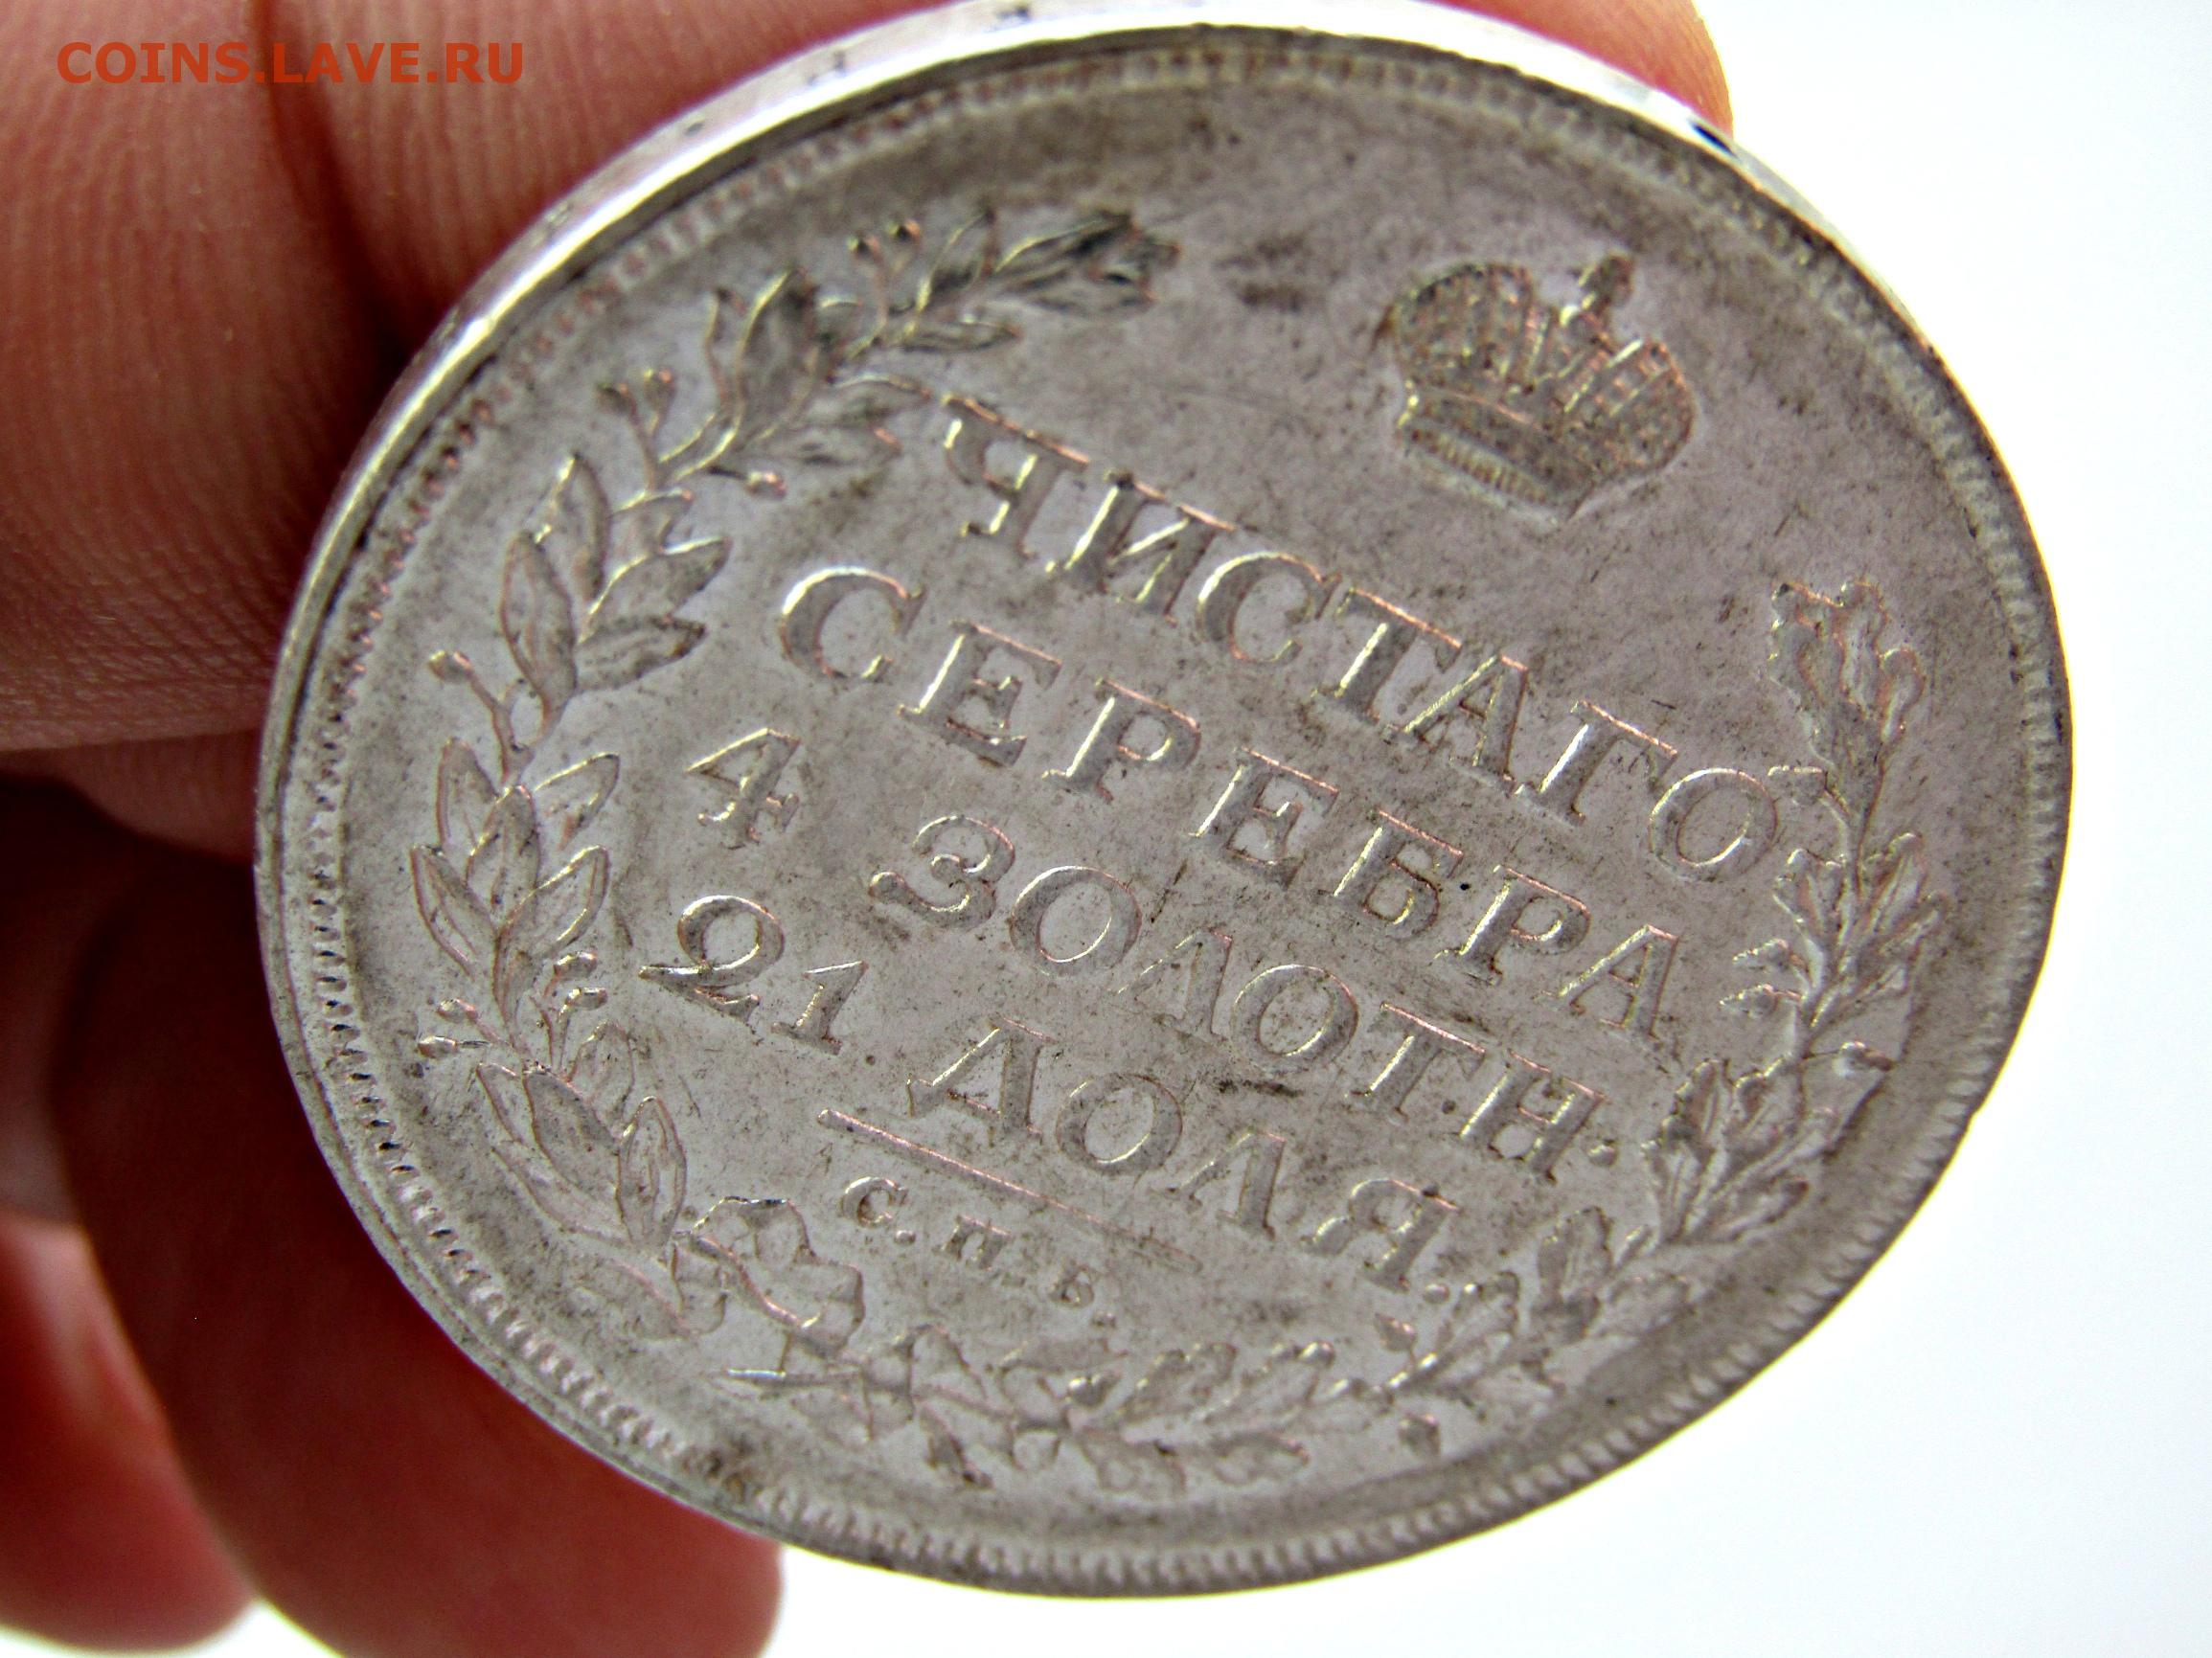 COINS.LAVE.RU
ЧИСТАГО
СЕРЕБРА
4 ЗОЛОТН.
21 ДОЛЯ.
С.П.Б.